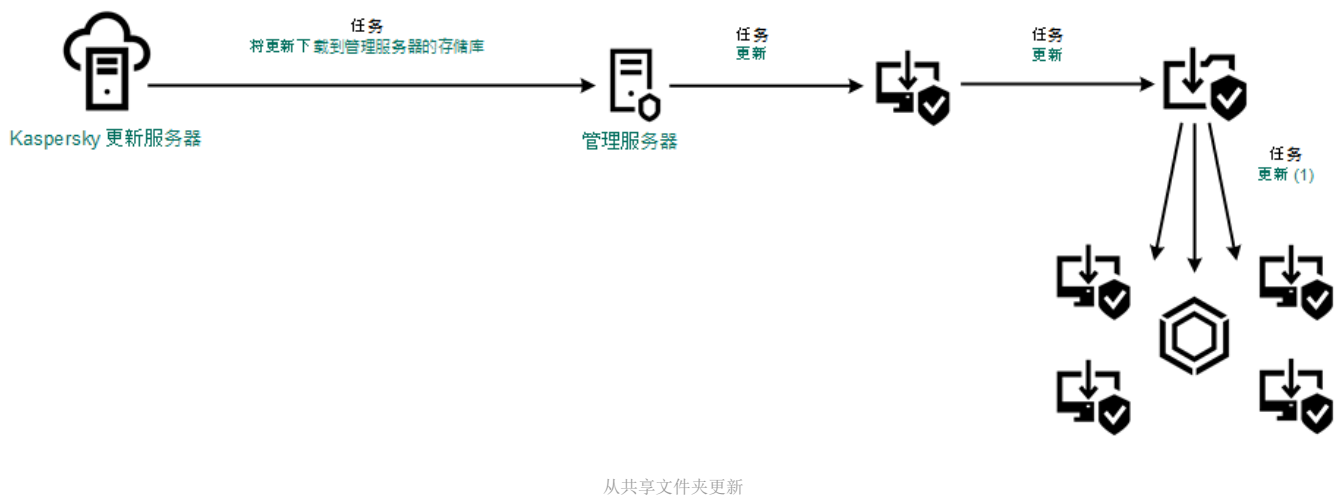 任务
将更新下载到管理服务器的存储库
任务
更新
任务
更新
Kaspersky 更新服务器
管理服务器
任务
更新 (1)
从共享文件夹更新